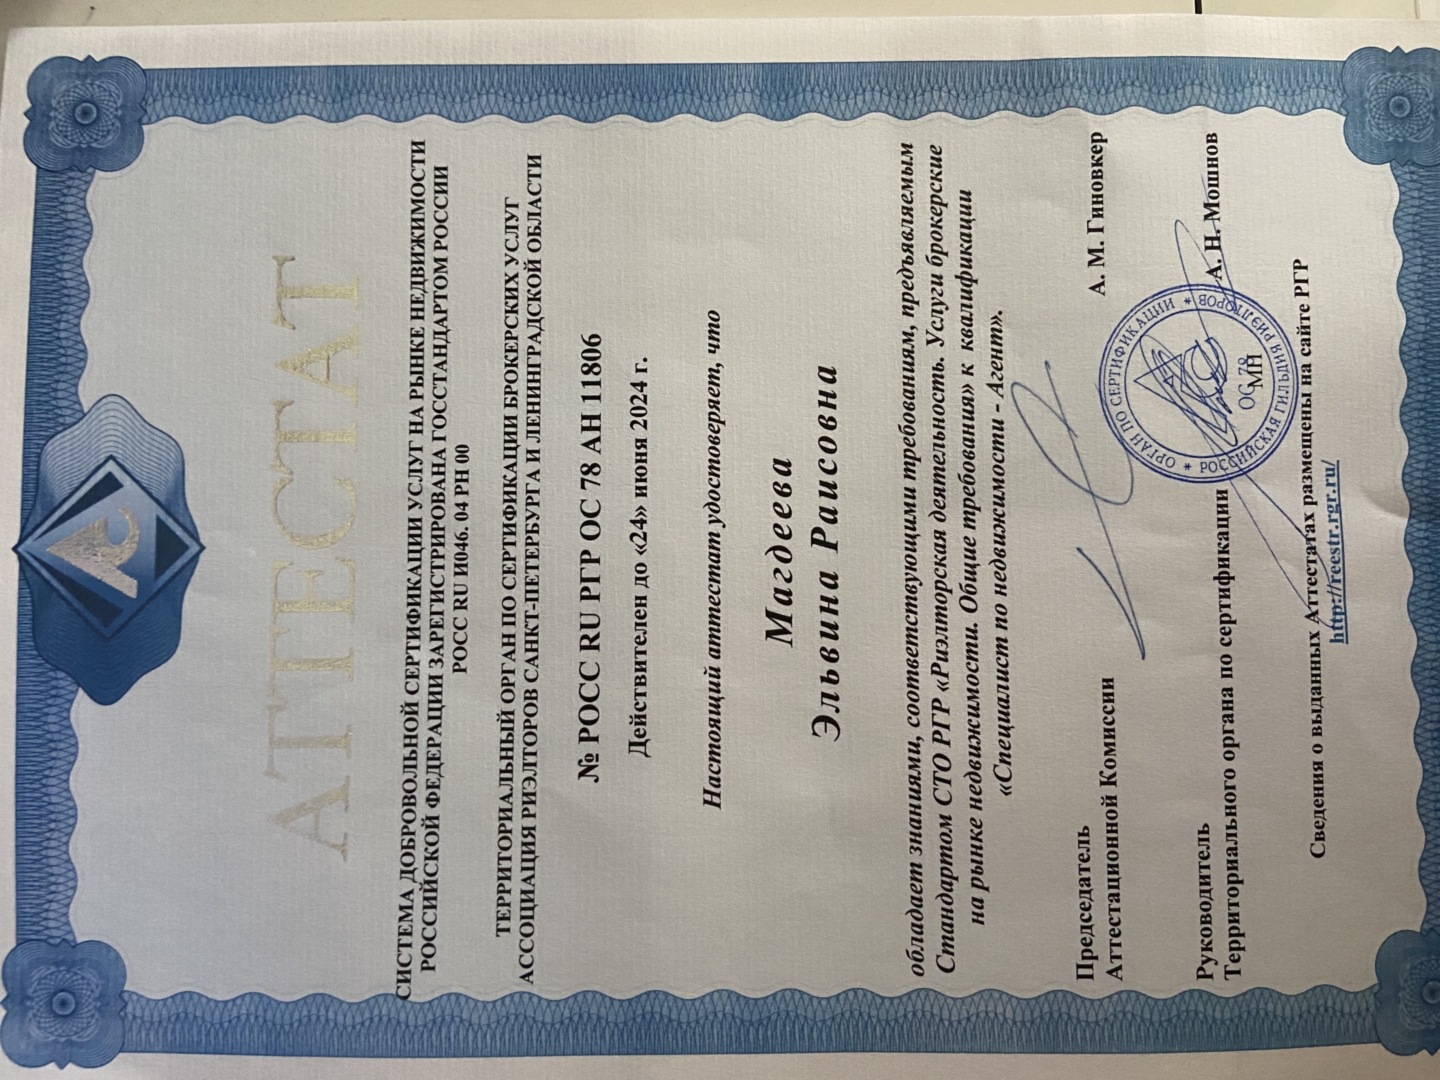 АТТЕСТАТ
СИСТЕМА ДОБРОВОЛЬНОЙ СЕРТИФИКАЦИИ УСЛУГ НА РЫНКЕ НЕДВИЖИМОСТИ
РОССИЙСКОЙ ФЕДЕРАЦИИ ЗАРЕГИСТРИРОВАНА ГОССТАНДАРТОМ РОССИИ
РОСС RU И046. 04 РН 00
ТЕРРИТОРИАЛЬНЫЙ ОРГАН ПО СЕРТИФИКАЦИИ БРОКЕРСКИХ УСЛУГ
АССОЦИАЦИЯ РИЭЛТОРОВ САНКТ-ПЕТЕРБУРГА И ЛЕНИНГРАДСКОЙ ОБЛАСТИ
№ РОСС RU РГР ОС 78 АН 11806
Действителен до «24» июня 2024 г.
Настоящий аттестат удостоверяет, что
Магдеева
Эльвина Раисовна
обладает знаниями, соответствующими требованиям, предъявляемым
Стандартом СТО РГР «Риэлторская деятельность. Услуги брокерские
на рынке недвижимости. Общие требования» к квалификации
«Специалист по недвижимости - Агент».
Председатель
Аттестационной Комиссии А. М. Гиновкер
Руководитель
Территориального органа по сертификации А. Н. Мошнов
ОРГАН ПО СЕРТИФИКАЦИИ * РОССИЙСКАЯ ГИЛЬДИЯ РИЭЛТОРОВ *
ОС 78
МН
Сведения о выданных Аттестатах размещены на сайте РГР
http://reestr.rgr.ru/